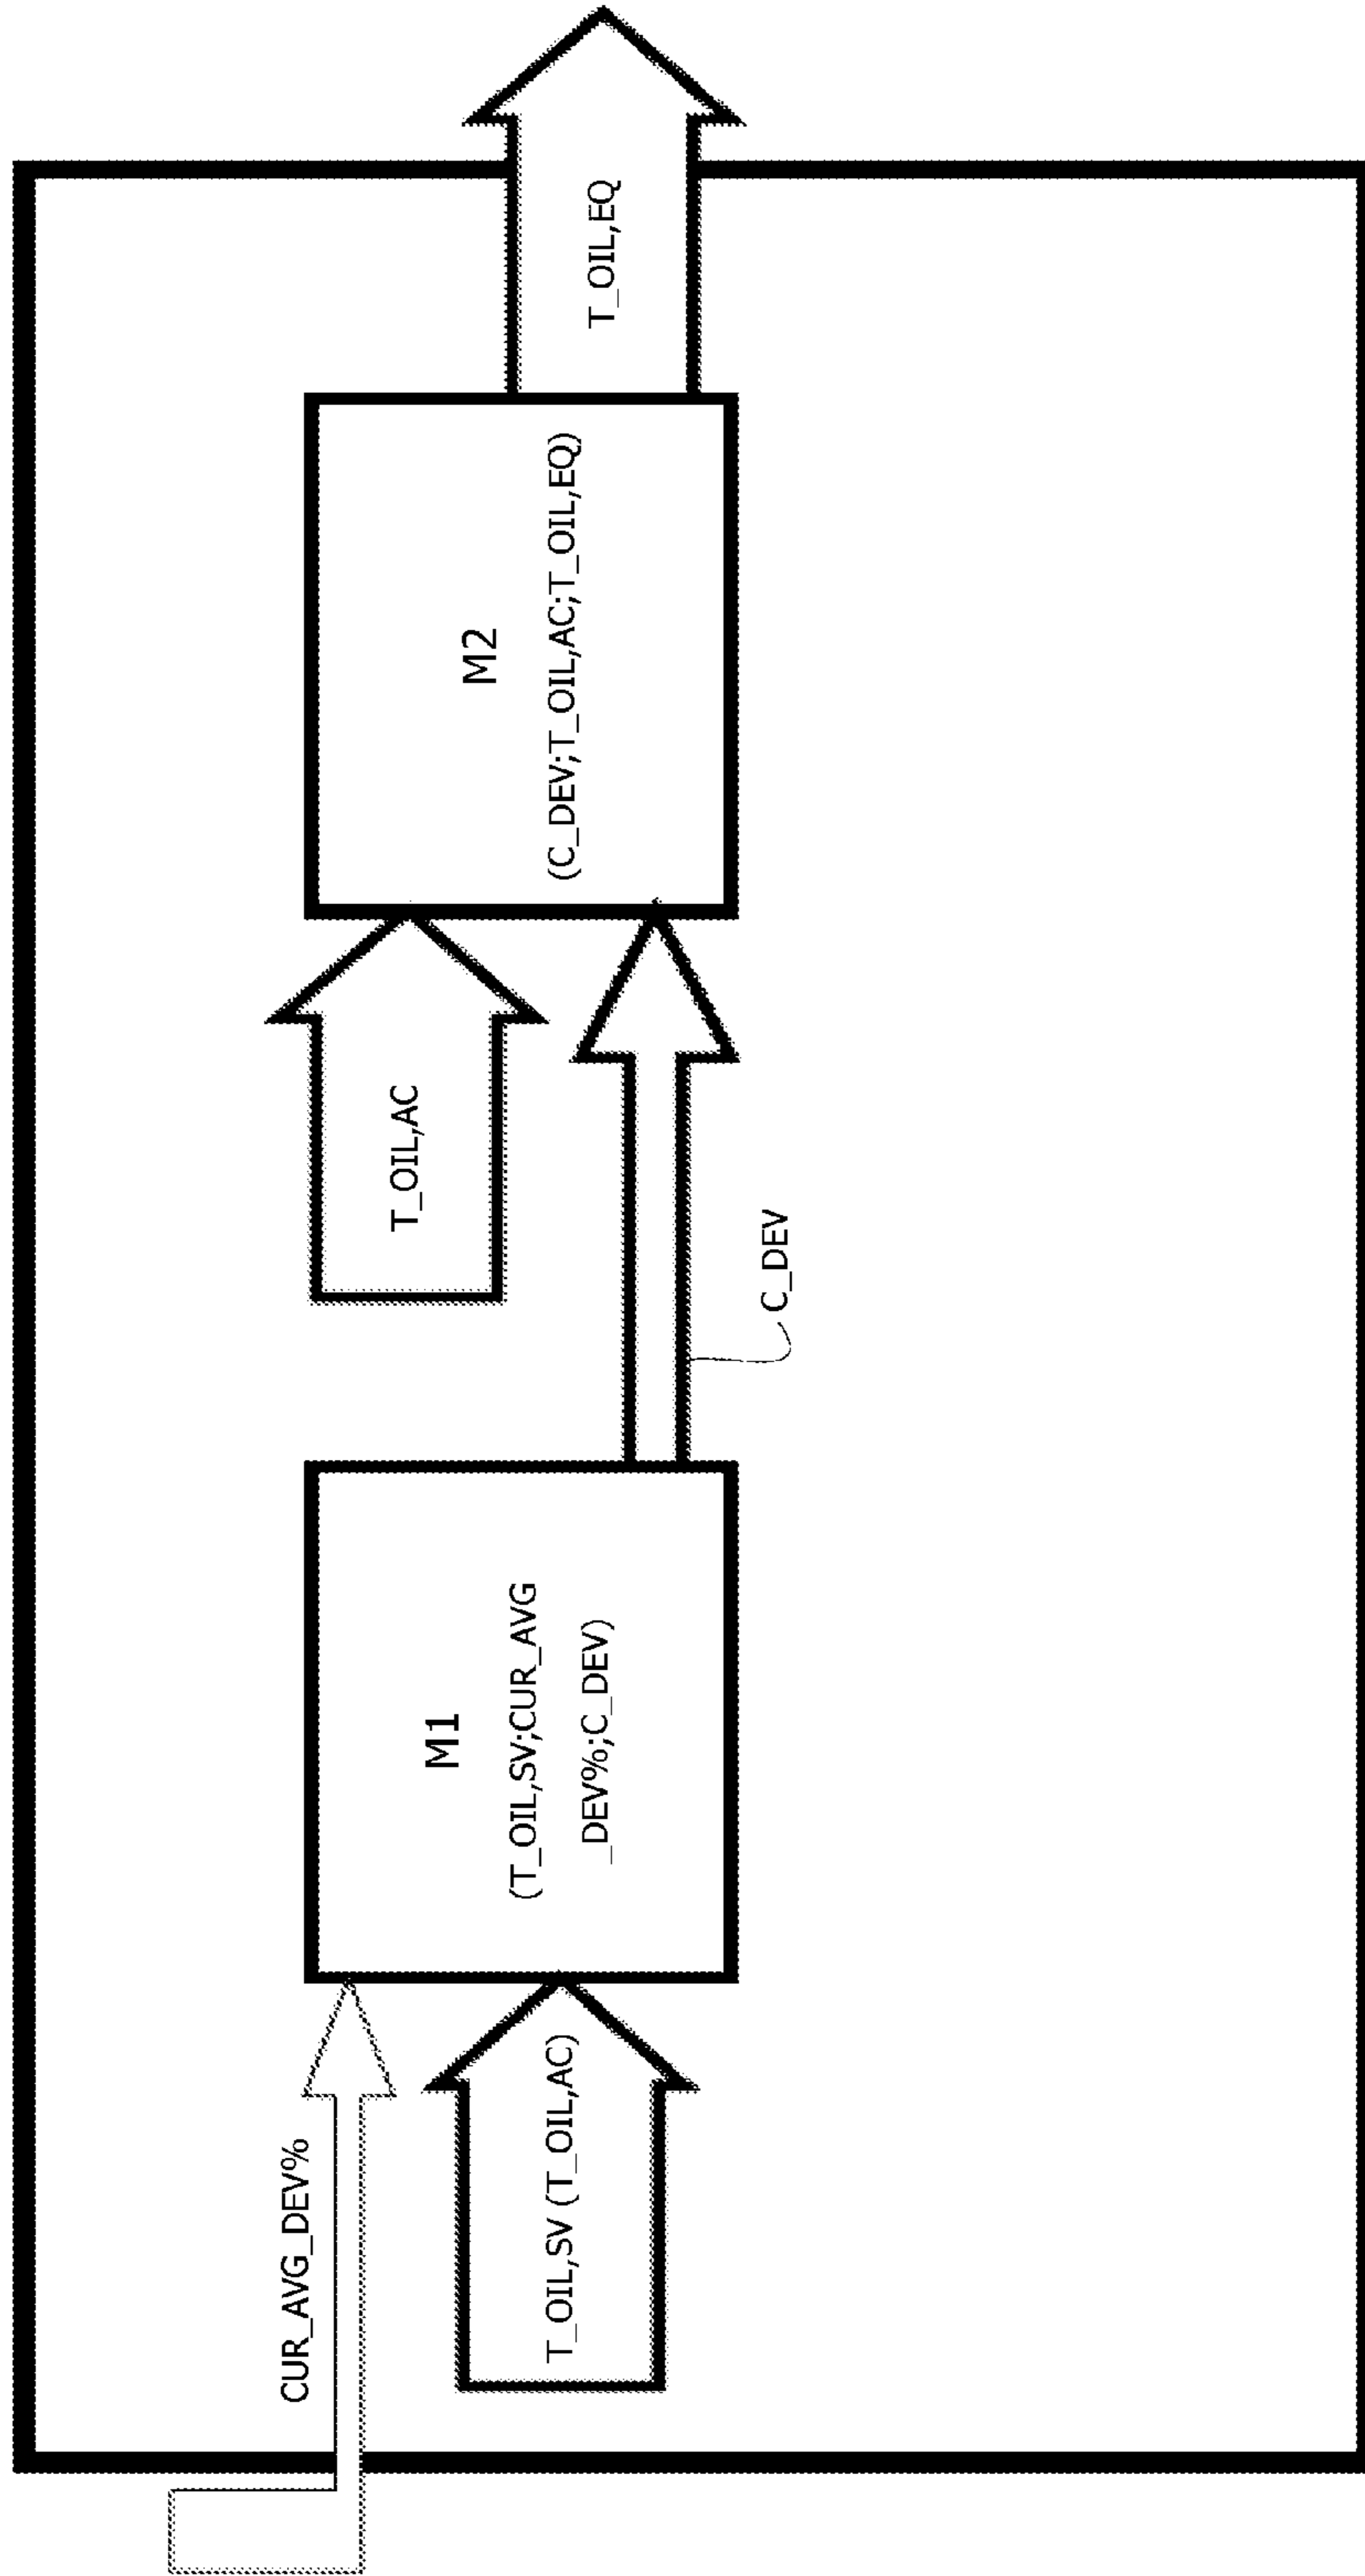 CUR_AVG_DEV%
T_OIL,SV (T_OIL,AC)
M1
(T_OIL,SV;CUR_AVG
_DEV%;C_DEV)
C_DEV
T_OIL,AC
M2
(C_DEV;T_OIL,AC;T_OIL,EQ)
T_OIL,EQ